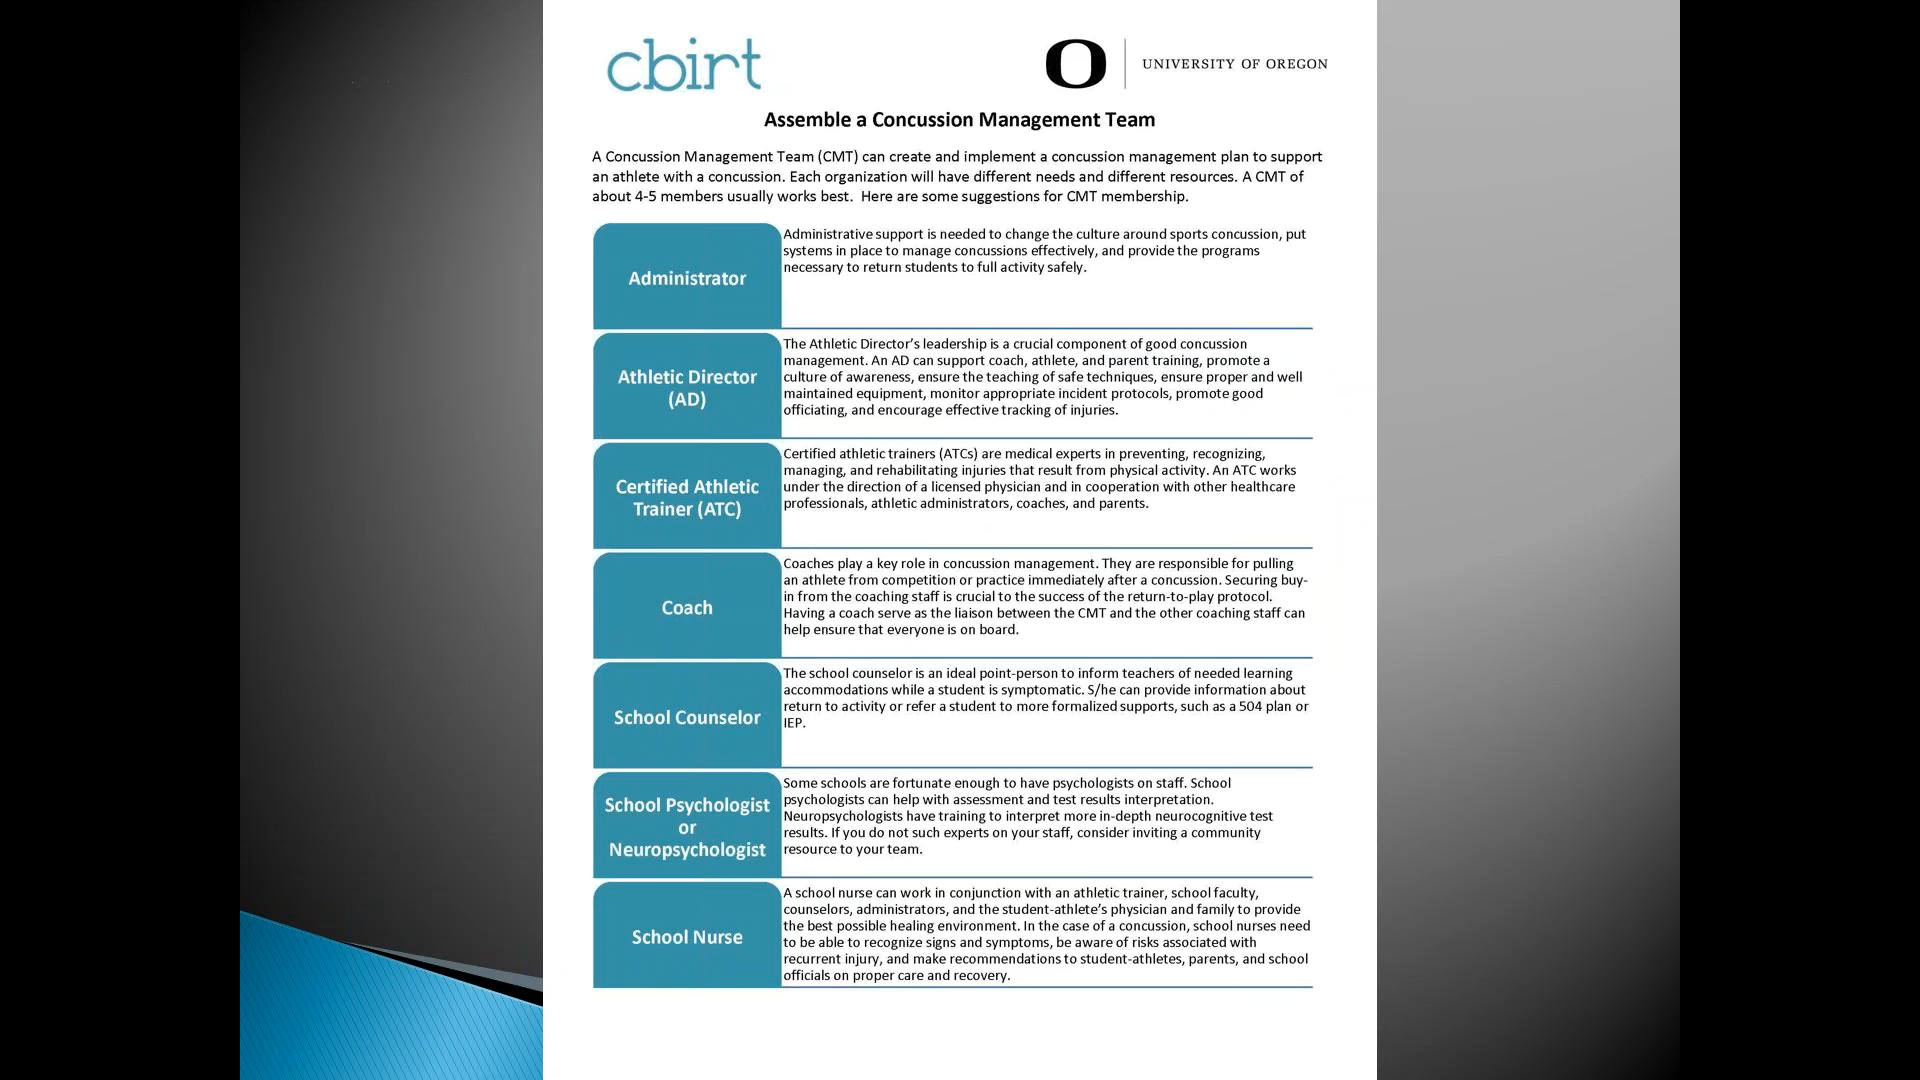 cbirt
O
UNIVERSITY OF OREGON
Assemble a Concussion Management Team
A Concussion Management Team (CMT) can create and implement a concussion management plan to support
an athlete with a concussion. Each organization will have different needs and different resources. A CMT of
about 4-5 members usually works best.  Here are some suggestions for CMT membership.
Administrator
Administrative support is needed to change the culture around sports concussion, put
systems in place to manage concussions effectively, and provide the programs
necessary to return students to full activity safely.
Athletic Director
(AD)
The Athletic Director’s leadership is a crucial component of good concussion
management. An AD can support coach, athlete, and parent training, promote a
culture of awareness, ensure the teaching of safe techniques, ensure proper and well
maintained equipment, monitor appropriate incident protocols, promote good
officiating, and encourage effective tracking of injuries.
Certified Athletic
Trainer (ATC)
Certified athletic trainers (ATCs) are medical experts in preventing, recognizing,
managing, and rehabilitating injuries that result from physical activity. An ATC works
under the direction of a licensed physician and in cooperation with other healthcare
professionals, athletic administrators, coaches, and parents.
Coach
Coaches play a key role in concussion management. They are responsible for pulling
an athlete from competition or practice immediately after a concussion. Securing buy-
in from the coaching staff is crucial to the success of the return-to-play protocol.
Having a coach serve as the liaison between the CMT and the other coaching staff can
help ensure that everyone is on board.
School Counselor
The school counselor is an ideal point-person to inform teachers of needed learning
accommodations while a student is symptomatic. S/he can provide information about
return to activity or refer a student to more formalized supports, such as a 504 plan or
IEP.
School Psychologist
or
Neuropsychologist
Some schools are fortunate enough to have psychologists on staff. School
psychologists can help with assessment and test results interpretation.
Neuropsychologists have training to interpret more in-depth neurocognitive test
results. If you do not such experts on your staff, consider inviting a community
resource to your team.
School Nurse
A school nurse can work in conjunction with an athletic trainer, school faculty,
counselors, administrators, and the student-athlete’s physician and family to provide
the best possible healing environment. In the case of a concussion, school nurses need
to be able to recognize signs and symptoms, be aware of risks associated with
recurrent injury, and make recommendations to student-athletes, parents, and school
officials on proper care and recovery.